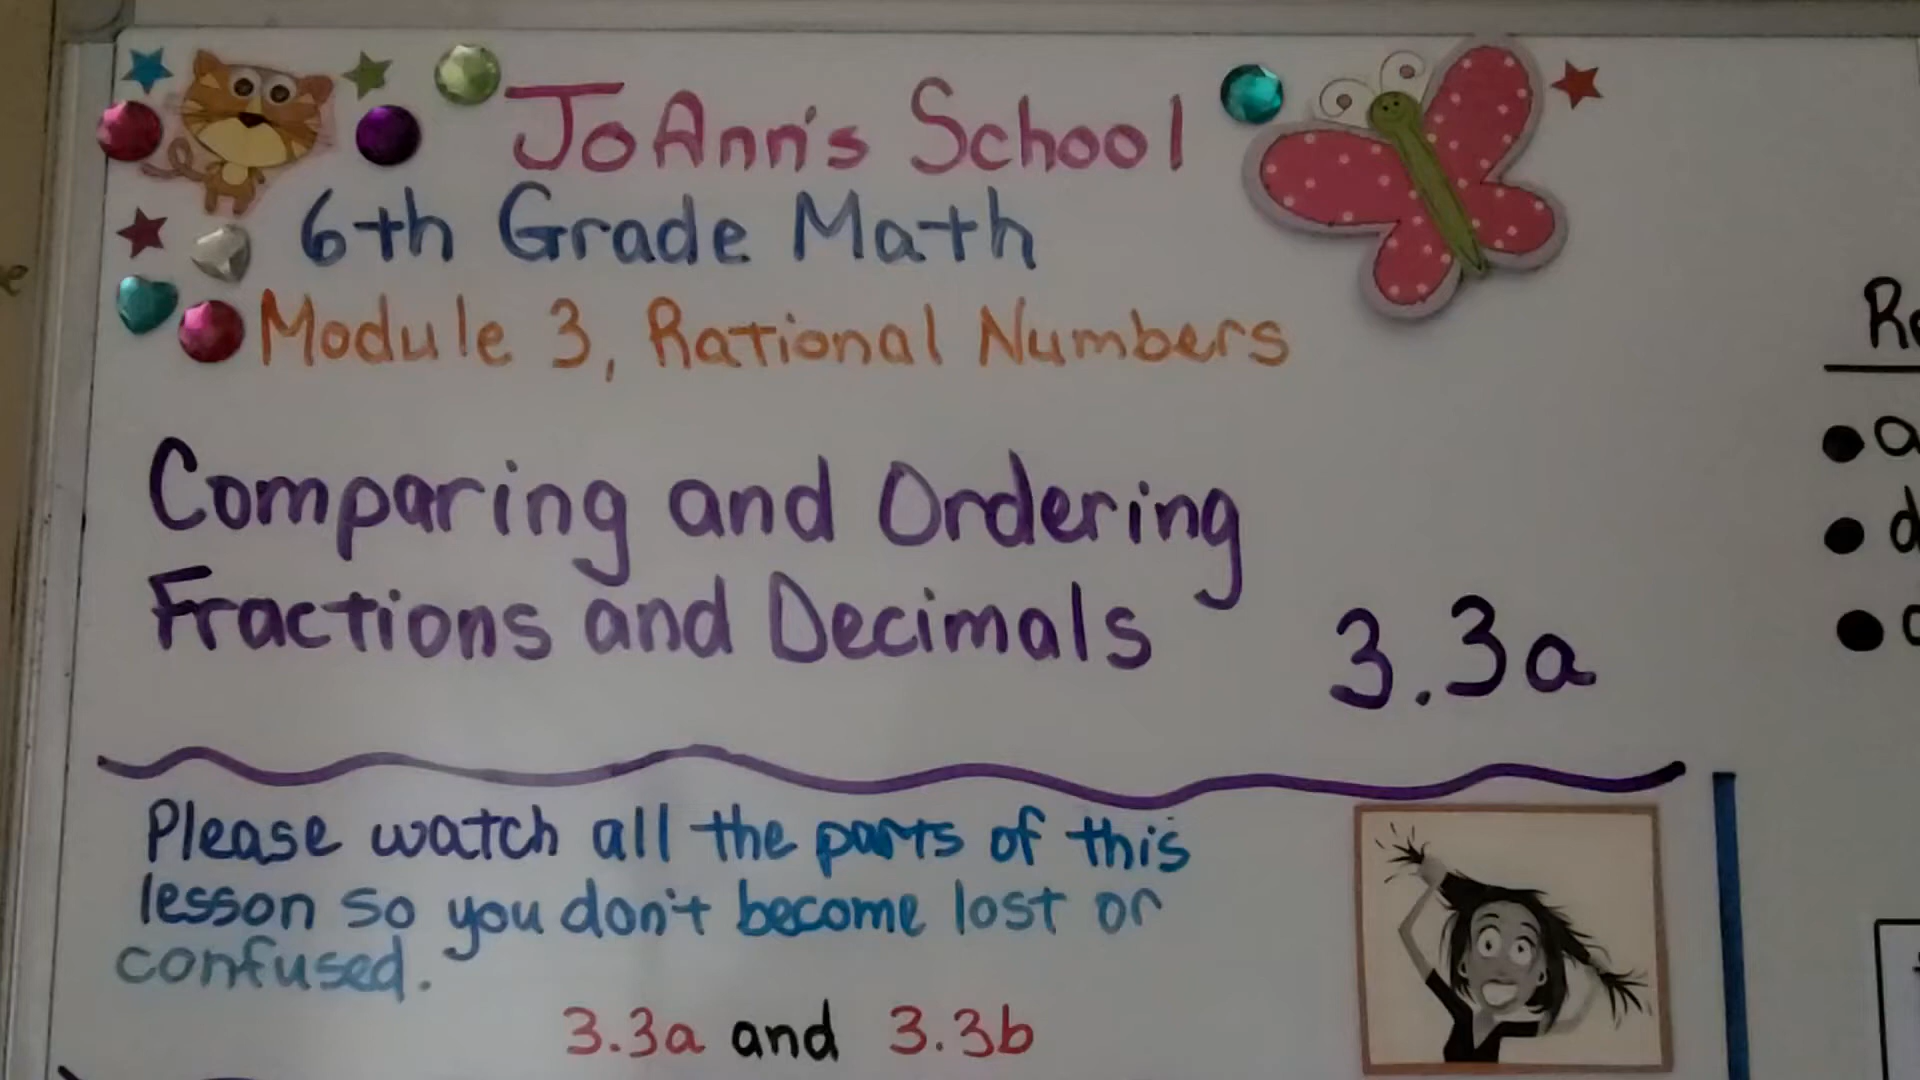 JoAnn's School
6th Grade Math
Module 3, Rational Numbers
Comparing and Ordering
Fractions and Decimals
3.3a
Please watch all the parts of this
lesson so you don't become lost or
confused.
3.3a and 3.3b